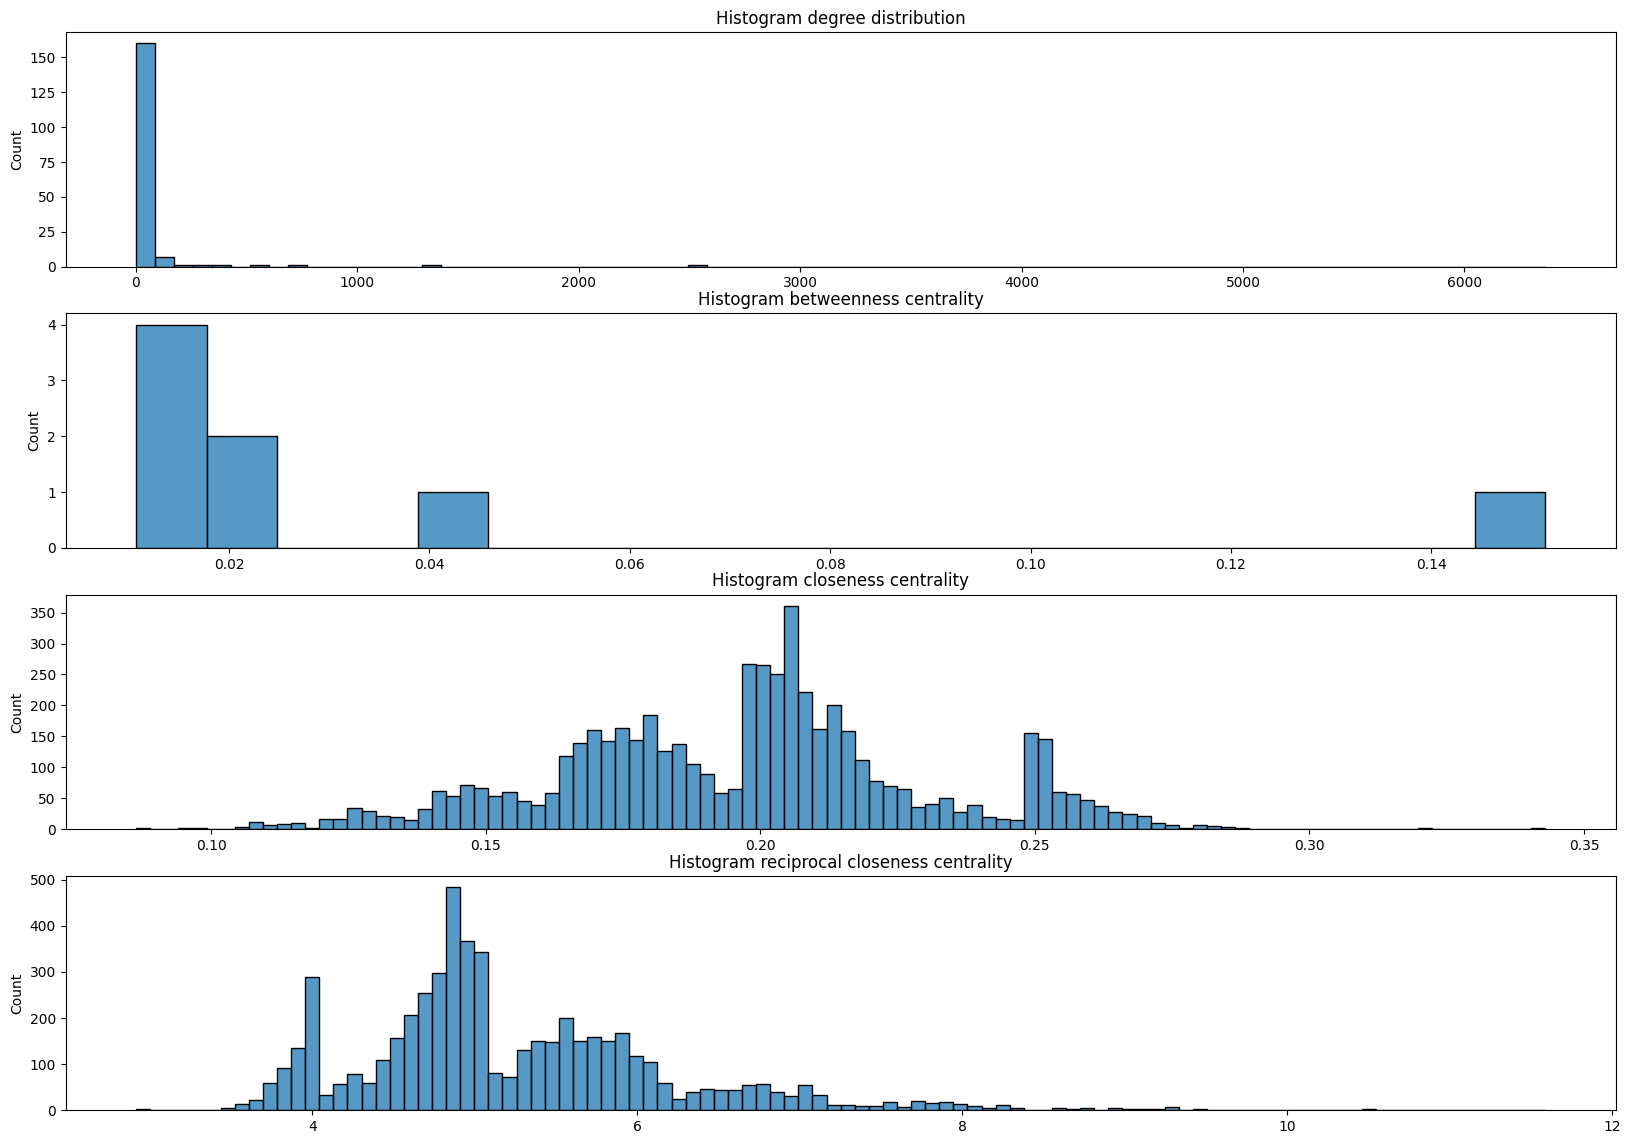 Histogram degree distribution
Count
150
125
100
75
50
25
0
0 1000 2000 3000 4000 5000 6000
Histogram betweenness centrality
Count
4
3
2
1
0
0.02 0.04 0.06 0.08 0.10 0.12 0.14
Histogram closeness centrality
Count
350
300
250
200
150
100
50
0
0.10 0.15 0.20 0.25 0.30 0.35
Histogram reciprocal closeness centrality
Count
500
400
300
200
100
0
4 6 8 10 12